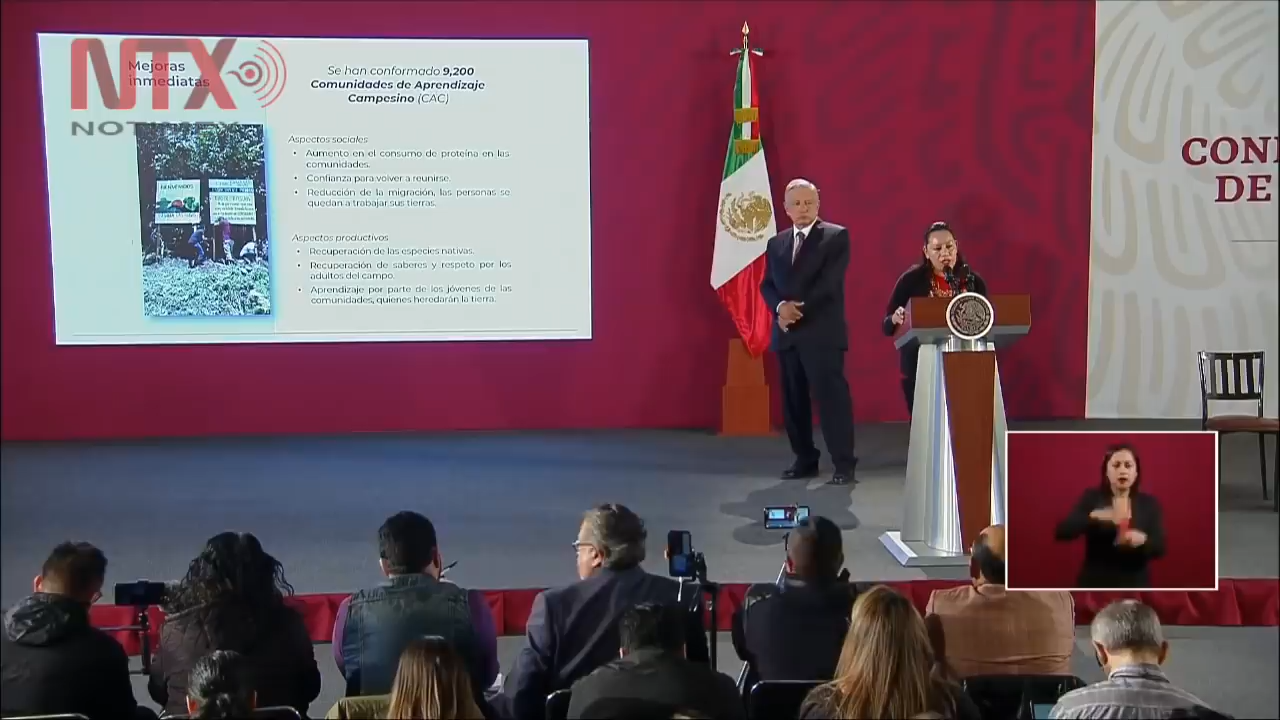 NTX
NOTIMEX
Mejoras
inmediatas
Se han conformado 9,200
Comunidades de Aprendizaje
Campesino (CAC)
Aspectos sociales
• Aumento en el consumo de proteína en las
comunidades.
• Confianza para volver a reunirse.
• Reducción de la migración, las personas se
quedan a trabajar sus tierras.
Aspectos productivos
• Recuperación de las especies nativas.
• Recuperación de saberes y respeto por los
adultos del campo.
• Aprendizaje por parte de los jóvenes de las
comunidades, quienes heredarán la tierra.
BIENVENIDOS
CON
DE